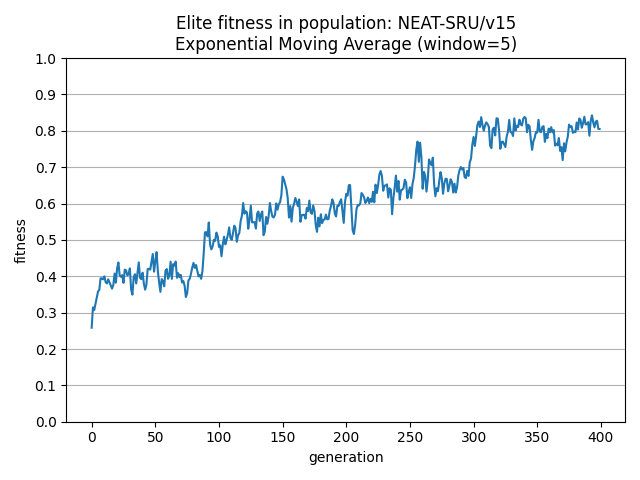 Elite fitness in population: NEAT-SRU/v15
Exponential Moving Average (window=5)
1.0
0.9
0.8
0.7
0.6
0.5
0.4
0.3
0.2
0.1
0.0
fitness
0 50 100 150 200 250 300 350 400
generation